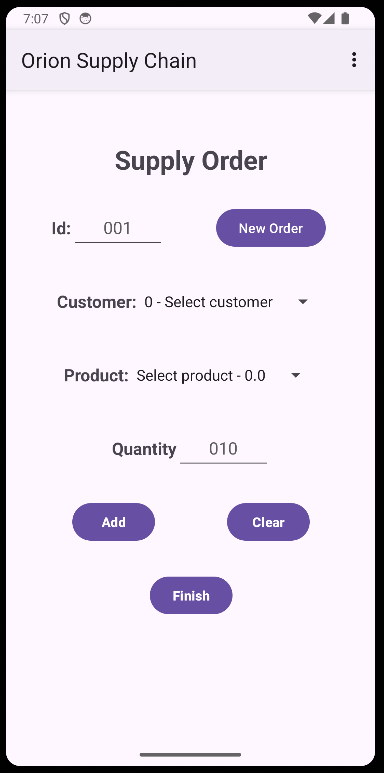 7:07
Orion Supply Chain
Supply Order
Id: 001 New Order
Customer: 0 - Select customer
Product: Select product - 0.0
Quantity 010
Add Clear
Finish